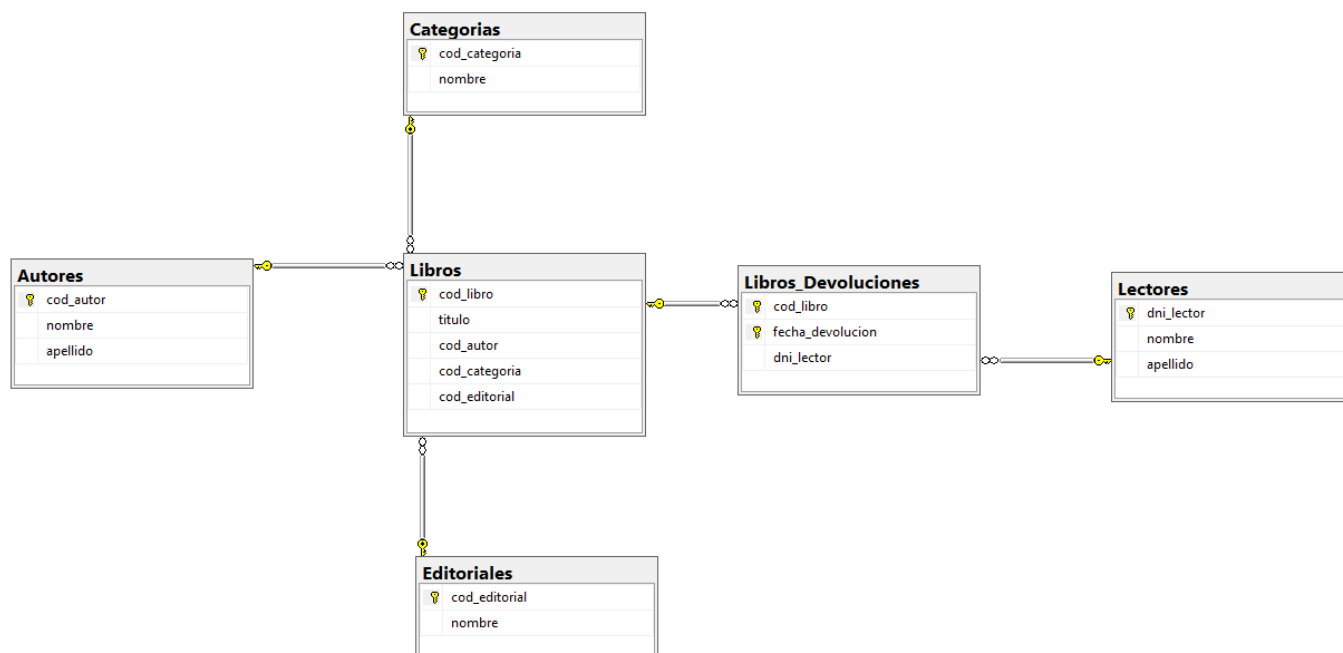 Categorias
cod_categoria
nombre
Autores
cod_autor
nombre
apellido
Libros
cod_libro
titulo
cod_autor
cod_categoria
cod_editorial
Libros_Devoluciones
cod_libro
fecha_devolucion
dni_lector
Lectores
dni_lector
nombre
apellido
Editoriales
cod_editorial
nombre